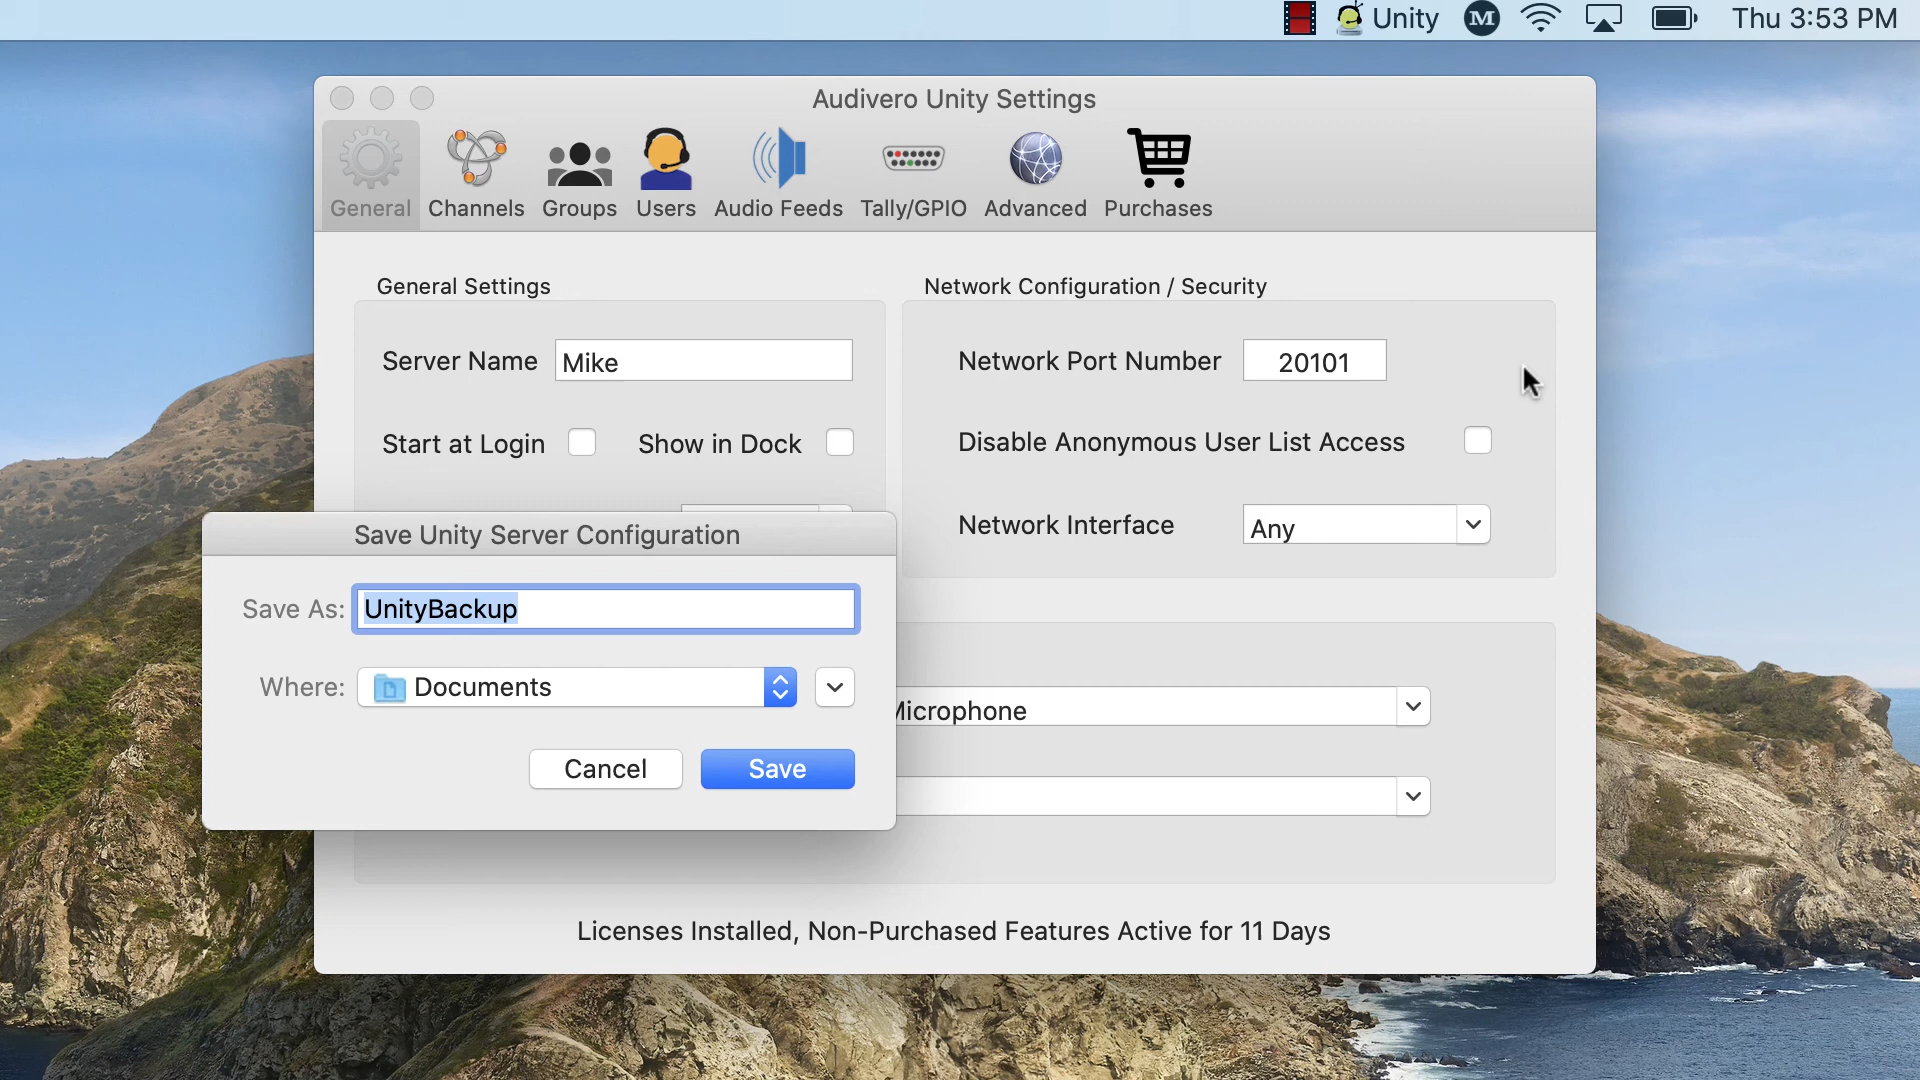 Unity
M
Thu 3:53 PM
Audivero Unity Settings
General
Channels
Groups
Users
Audio Feeds
Tally/GPIO
Advanced
Purchases
General Settings
Server Name
Mike
Start at Login
Show in Dock
Network Configuration / Security
Network Port Number
20101
Disable Anonymous User List Access
Network Interface
Any
Save Unity Server Configuration
Save As:
UnityBackup
Where:
Documents
Cancel
Save
Microphone
Licenses Installed, Non-Purchased Features Active for 11 Days